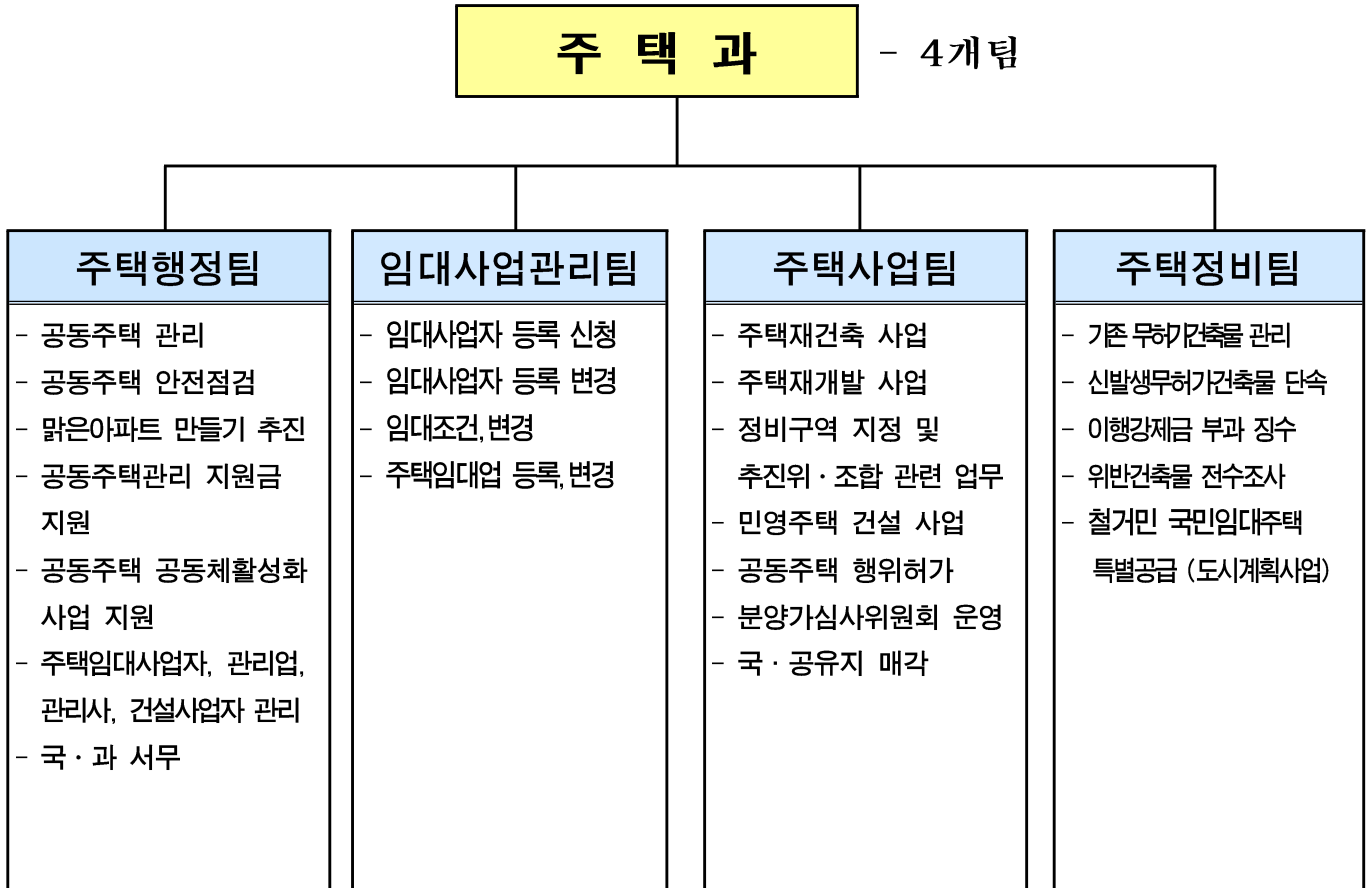 주 택 과 - 4개팀
주택행정팀
- 공동주택 관리
- 공동주택 안전점검
- 맑은아파트 만들기 추진
- 공동주택관리 지원금
지원
- 공동주택 공동체활성화
사업 지원
- 주택임대사업자, 관리업,
관리사, 건설사업자 관리
- 국·과 서무
임대사업관리팀
- 임대사업자 등록 신청
- 임대사업자 등록 변경
- 임대조건,변경
- 주택임대업 등록,변경
주택사업팀
- 주택재건축 사업
- 주택재개발 사업
- 정비구역 지정 및
추진위·조합 관련 업무
- 민영주택 건설 사업
- 공동주택 행위허가
- 분양가심사위원회 운영
- 국·공유지 매각
주택정비팀
- 기존 무허가건축물 관리
- 신발생무허가건축물 단속
- 이행강제금 부과 징수
- 위반건축물 전수조사
- 철거민 국민임대주택
특별공급 (도시계획사업)